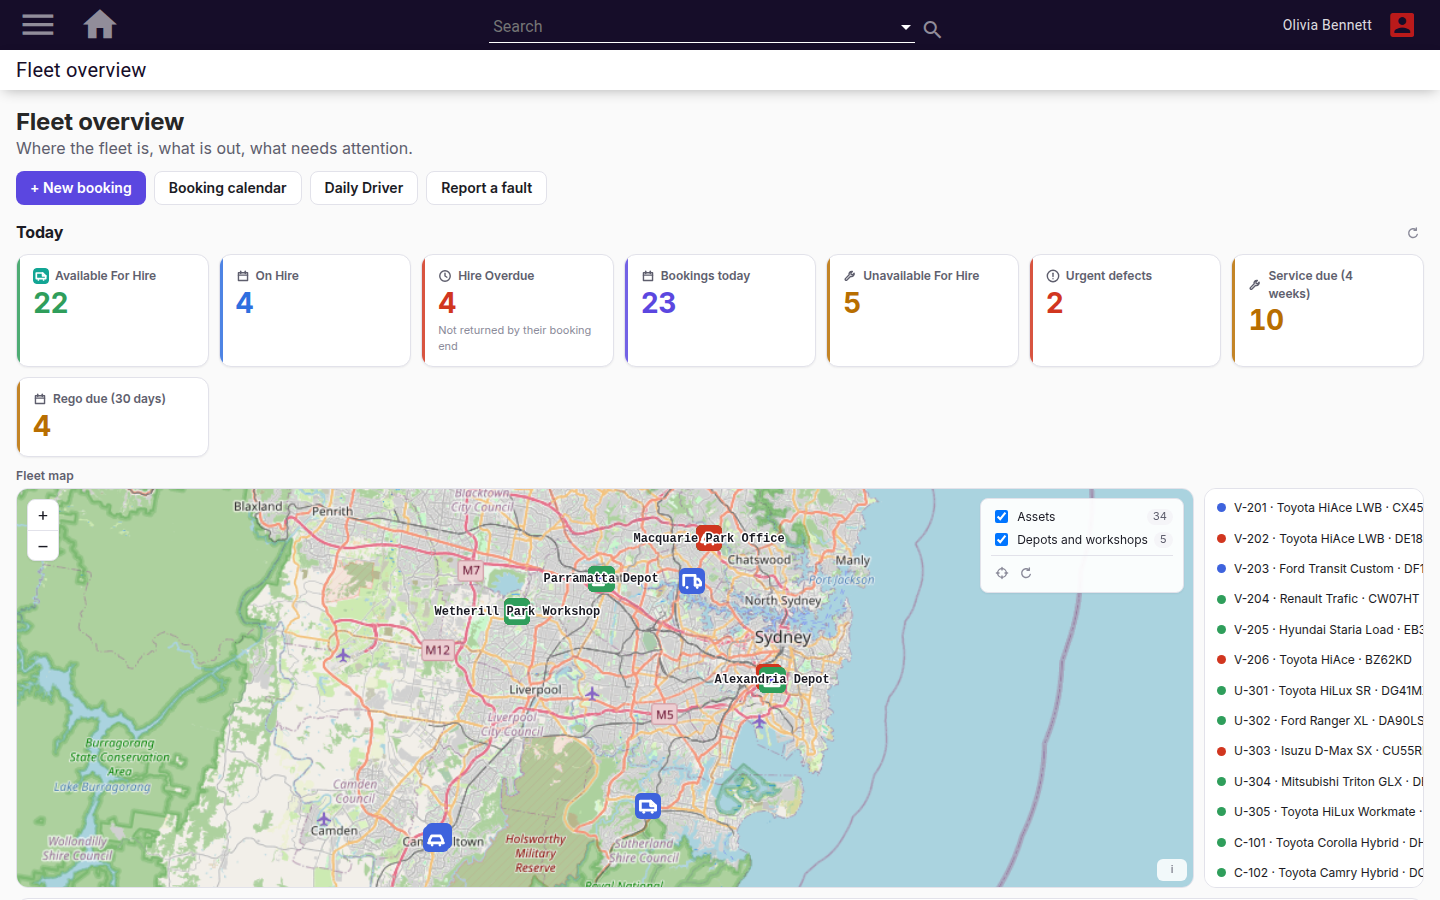 Search
Olivia Bennett
Fleet overview
Fleet overview
Where the fleet is, what is out, what needs attention.
+ New booking
Booking calendar
Daily Driver
Report a fault
Today
Available For Hire
22
On Hire
4
Hire Overdue
4
Not returned by their booking
end
Bookings today
23
Unavailable For Hire
5
Urgent defects
2
Service due (4
weeks)
10
Rego due (30 days)
4
Fleet map
+
−
Blacktown
City Council
Blaxland
Penrith
Macquarie Park Office
Chatswood
Manly
M7
Parramatta Depot
Port Jackson
North Sydney
Wetherill Park Workshop
Sydney
M12
Alexandria Depot
Liverpool
M5
Liverpool
City Council
Burragorang
State Conservation
Area
Lake Burragorang
Camden
Council
Camden
Wollondilly
Shire Council
Holsworthy
Military
Reserve
Sutherland
Shire Council
Royal National
Assets
34
Depots and workshops
5
i
V-201 · Toyota HiAce LWB · CX45
V-202 · Toyota HiAce LWB · DE18
V-203 · Ford Transit Custom · DF1
V-204 · Renault Trafic · CW07HT
V-205 · Hyundai Staria Load · EB3
V-206 · Toyota HiAce · BZ62KD
U-301 · Toyota HiLux SR · DG41M
U-302 · Ford Ranger XL · DA90LS
U-303 · Isuzu D-Max SX · CU55R
U-304 · Mitsubishi Triton GLX · D
U-305 · Toyota HiLux Workmate ·
C-101 · Toyota Corolla Hybrid · DH
C-102 · Toyota Camry Hybrid · DC